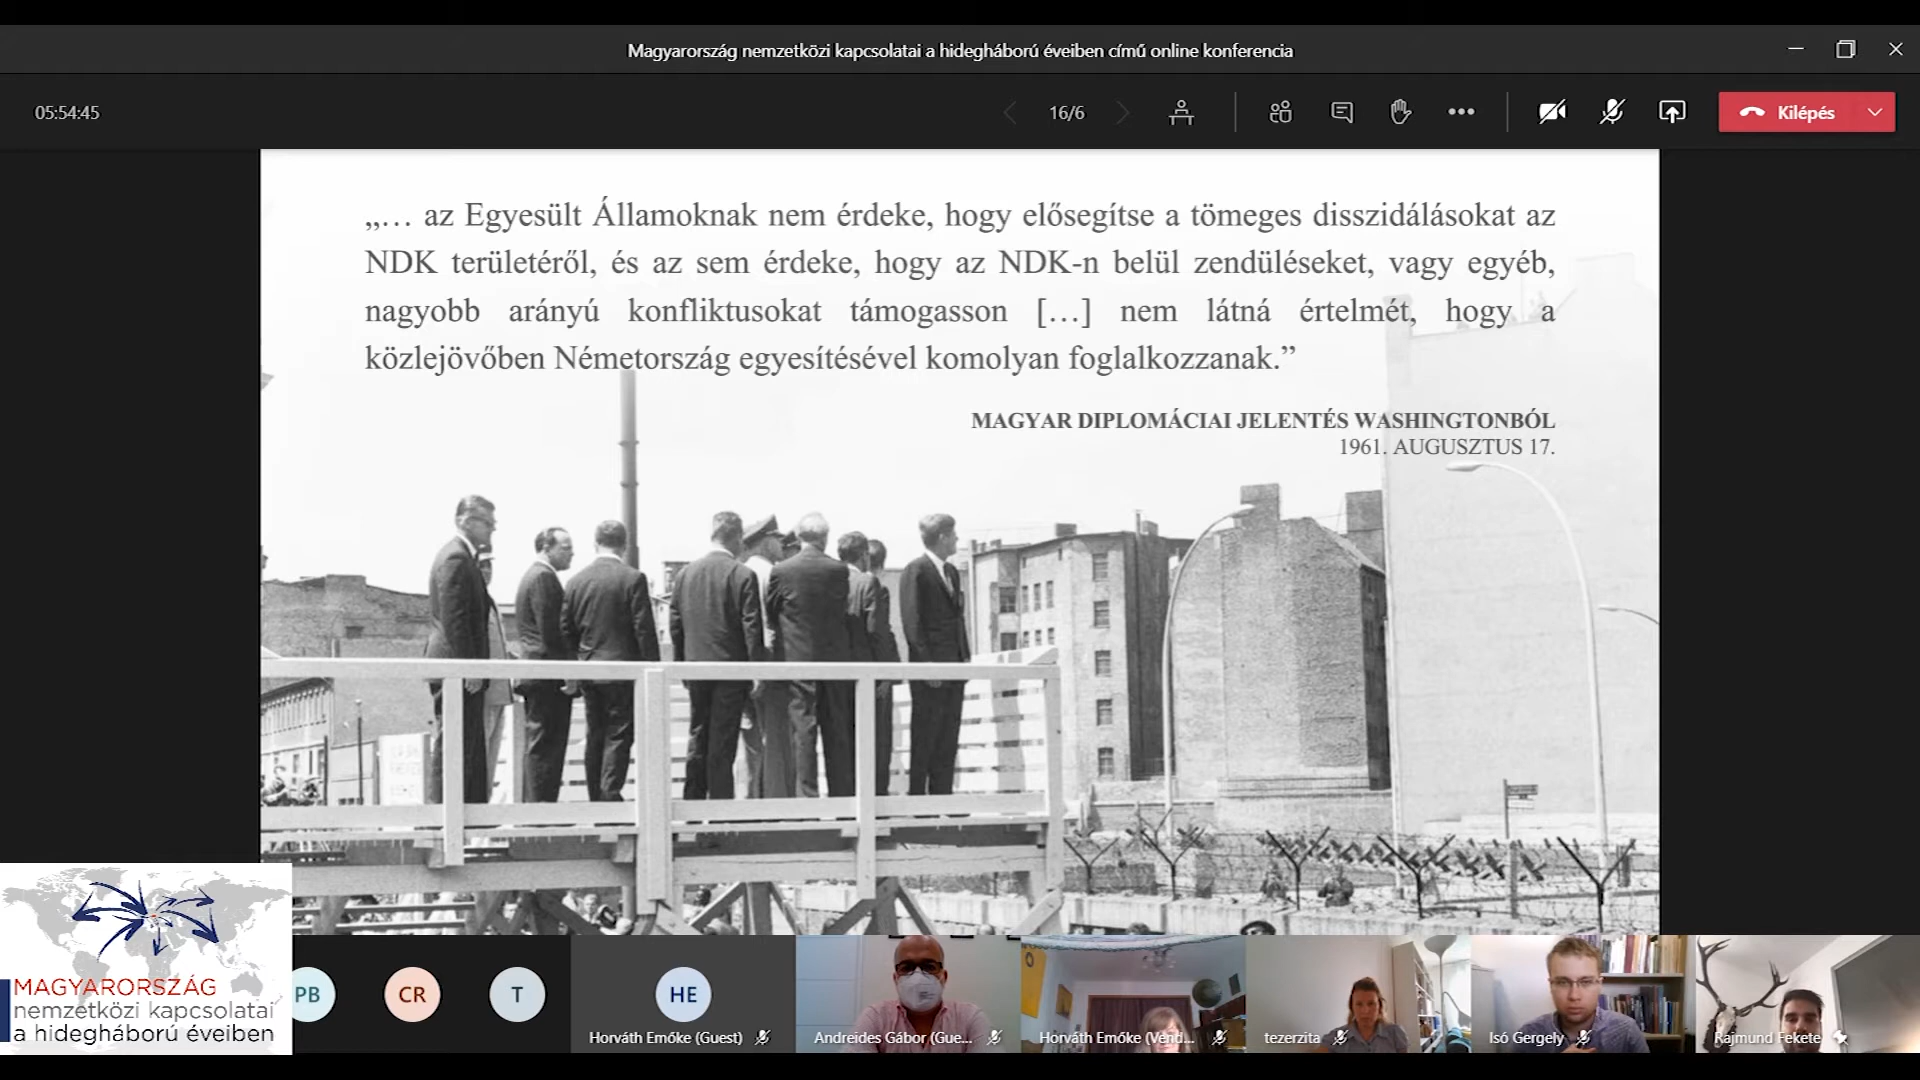 Magyarország nemzetközi kapcsolatai a hidegháború éveiben című online konferencia
05:54:45
16/6
Kilépés
„… az Egyesült Államoknak nem érdeke, hogy elősegítse a tömeges disszidálásokat az
NDK területéről, és az sem érdeke, hogy az NDK-n belül zendüléseket, vagy egyéb,
nagyobb arányú konfliktusokat támogasson […] nem látná értelmét, hogy a
közlejövőben Németország egyesítésével komolyan foglalkozzanak.”
MAGYAR DIPLOMÁCIAI JELENTÉS WASHINGTONBÓL
1961. AUGUSZTUS 17.
MAGYARORSZÁG
nemzetközi kapcsolatai
a hidegháború éveiben
PB
CR
T
HE
Horváth Emőke (Guest)
Andreides Gábor (Gue...
Horváth Emőke (Vend...
tezerzita
Isó Gergely
Rajmund Fekete